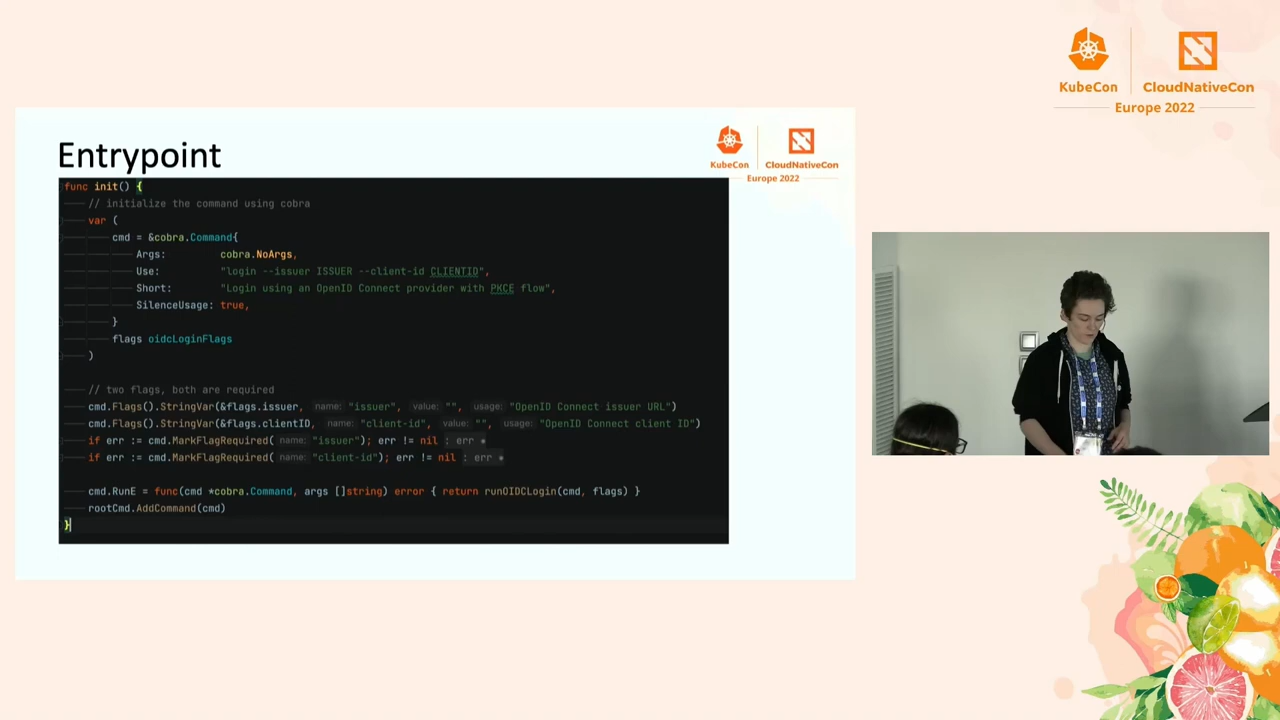 KubeCon
CloudNativeCon
Europe 2022
Entrypoint
KubeCon
CloudNativeCon
Europe 2022
func init() {
// initialize the command using cobra
var (
cmd = &cobra.Command{
Args: cobra.NoArgs,
Use: "login --issuer ISSUER --client-id CLIENTID",
Short: "Login using an OpenID Connect provider with PKCE flow",
SilenceUsage: true,
}
flags oidcLoginFlags
)
// two flags, both are required
cmd.Flags().StringVar(&flags.issuer, name: "issuer", value: "", usage: "OpenID Connect issuer URL")
cmd.Flags().StringVar(&flags.clientID, name: "client-id", value: "", usage: "OpenID Connect client ID")
if err := cmd.MarkFlagRequired( name: "issuer"); err != nil : err
if err := cmd.MarkFlagRequired( name: "client-id"); err != nil : err
cmd.RunE = func(cmd *cobra.Command, args []string) error { return runOIDCLogin(cmd, flags) }
rootCmd.AddCommand(cmd)
}